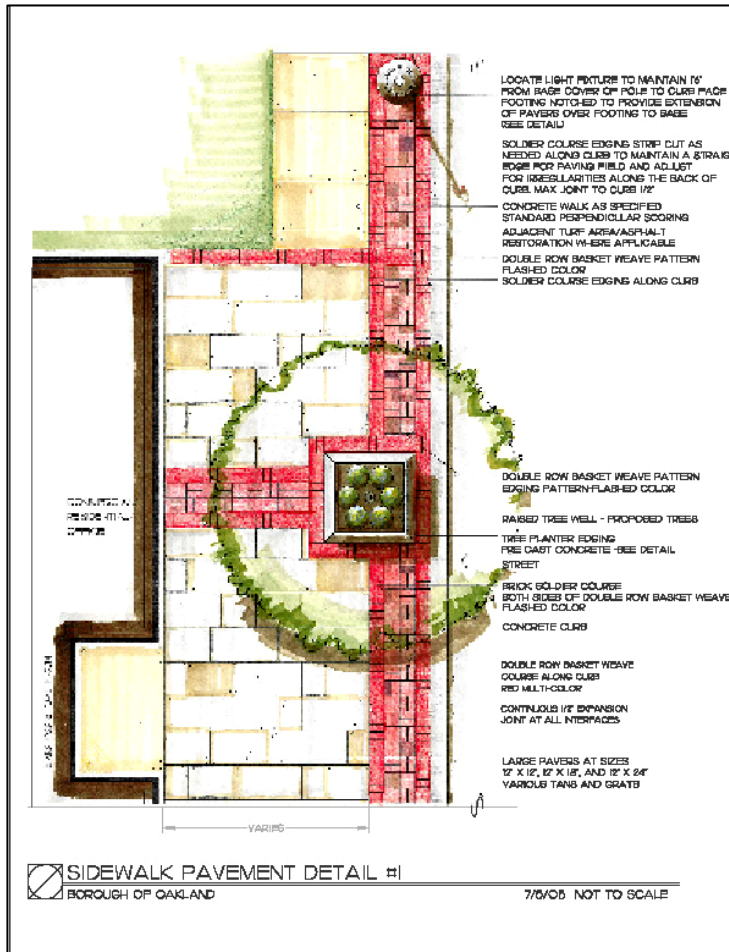 LOCATE LIGHT FIXTURE TO MAINTAIN 18"
FROM BASE COVER OF POLE TO CURB FACE
FOOTING NOTCHED TO PROVIDE EXTENSION
OF PAVERS OVER FOOTING TO BASE
(SEE DETAIL)
SOLDIER COURSE EDGING STRIP CUT AS
NEEDED ALONG CURB TO MAINTAIN A STRAIG
EDGE FOR PAVING FIELD AND ADJUST
FOR IRREGULARITIES ALONG THE BACK OF
CURB. MAX JOINT TO CURB 1/2"
CONCRETE WALK AS SPECIFIED
STANDARD PERPENDICULAR SCORING
ADJACENT TURF AREA/ASPHALT
RESTORATION WHERE APPLICABLE
DOUBLE ROW BASKET WEAVE PATTERN
FLASHED COLOR
SOLDIER COURSE EDGING ALONG CURB
DOUBLE ROW BASKET WEAVE PATTERN
EDGING PATTERN-FLASHED COLOR
RAISED TREE WELL - PROPOSED TREES
TREE PLANTER EDGING
PRE CAST CONCRETE -SEE DETAIL
STREET
BRICK SOLDIER COURSE
BOTH SIDES OF DOUBLE ROW BASKET WEAVE
FLASHED COLOR
CONCRETE CURB
DOUBLE ROW BASKET WEAVE
COURSE ALONG CURB
RED MULTI-COLOR
CONTINUOUS 1/2" EXPANSION
JOINT AT ALL INTERFACES
LARGE PAVERS AT SIZES
12" X 12", 12" X 18", AND 12" X 24"
VARIOUS TANS AND GRAYS
OFFICE
VARIES
SIDEWALK PAVEMENT DETAIL #1
BOROUGH OF OAKLAND
7/6/05 NOT TO SCALE